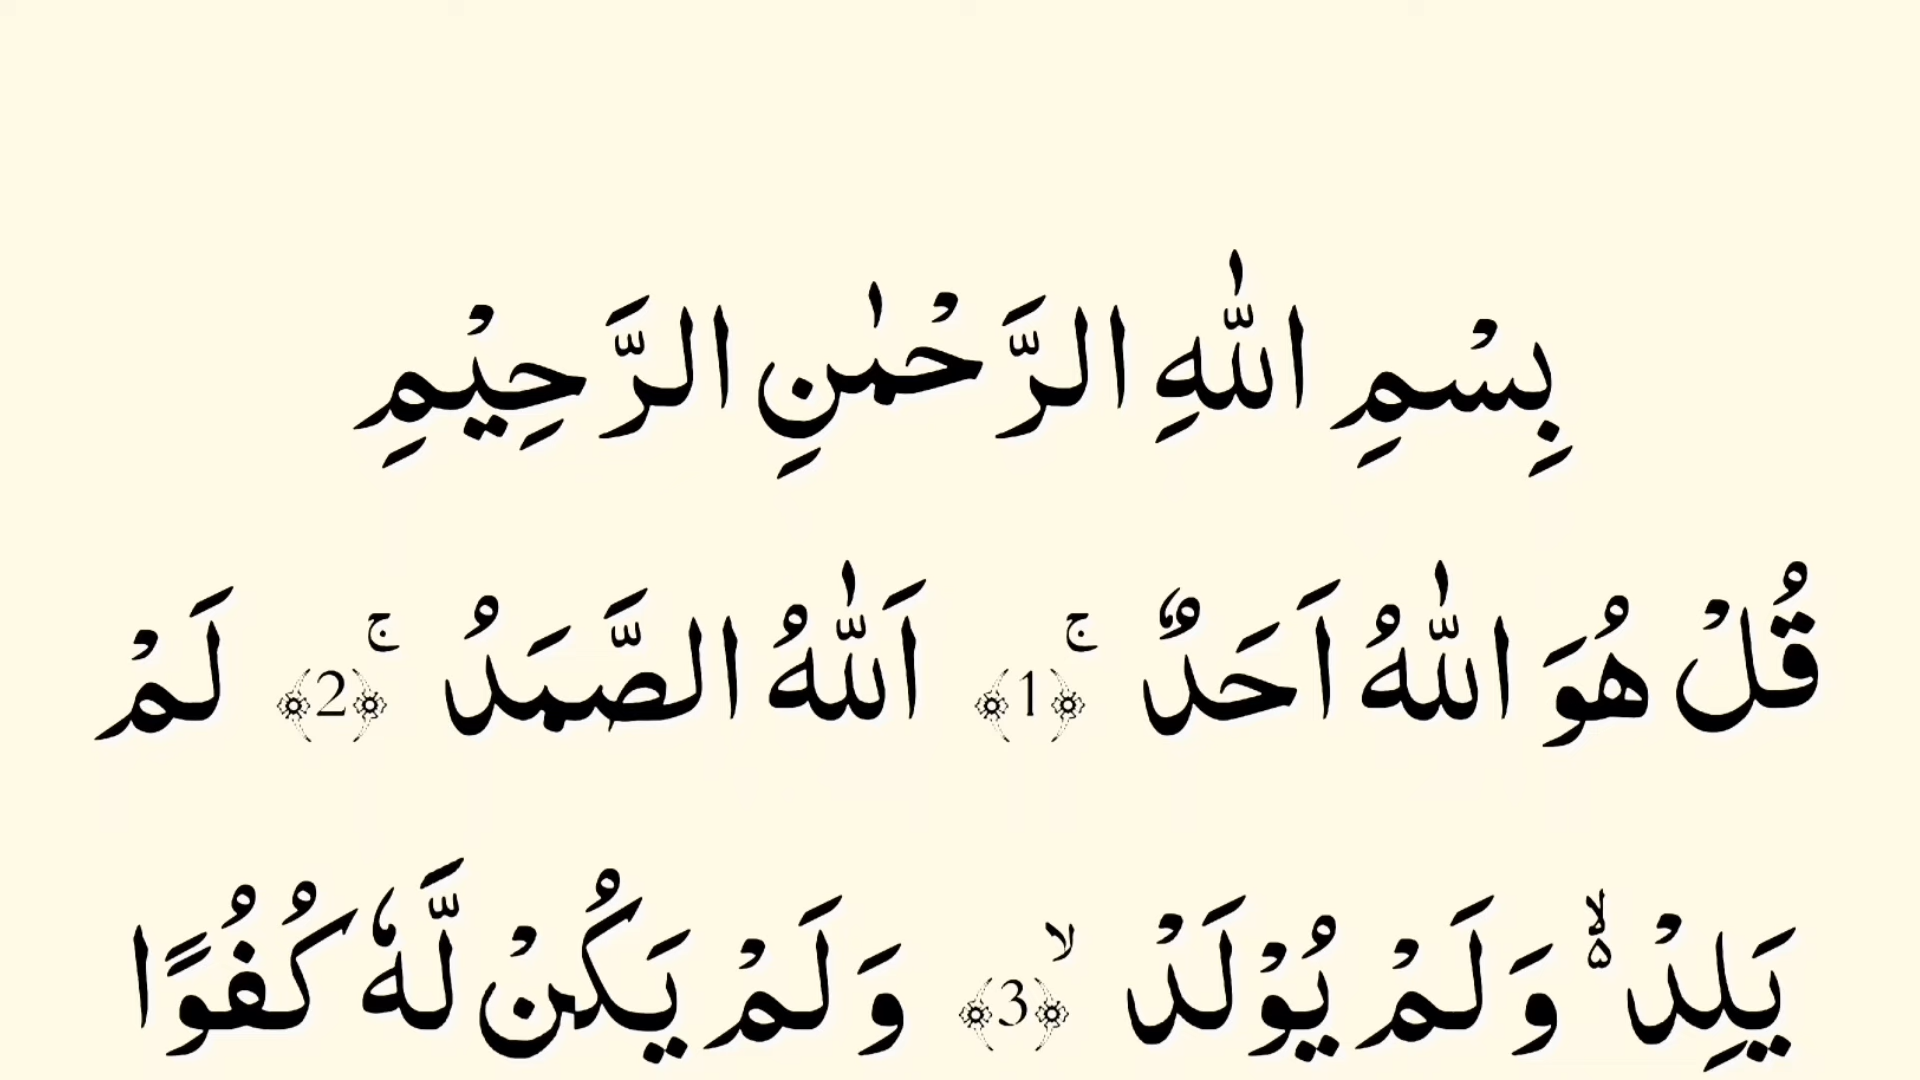 بِسْمِ اللّٰهِ الرَّحْمٰنِ الرَّحِيْمِ
قُلْ هُوَ اللّٰهُ اَحَدٌ ۚ ﴿1﴾ اَللّٰهُ الصَّمَدُ ۚ ﴿2﴾ لَمْ
يَلِدْ ۙ۬ وَلَمْ يُوْلَدْ ۙ ﴿3﴾ وَلَمْ يَكُنْ لَّهٗ كُفُوًا